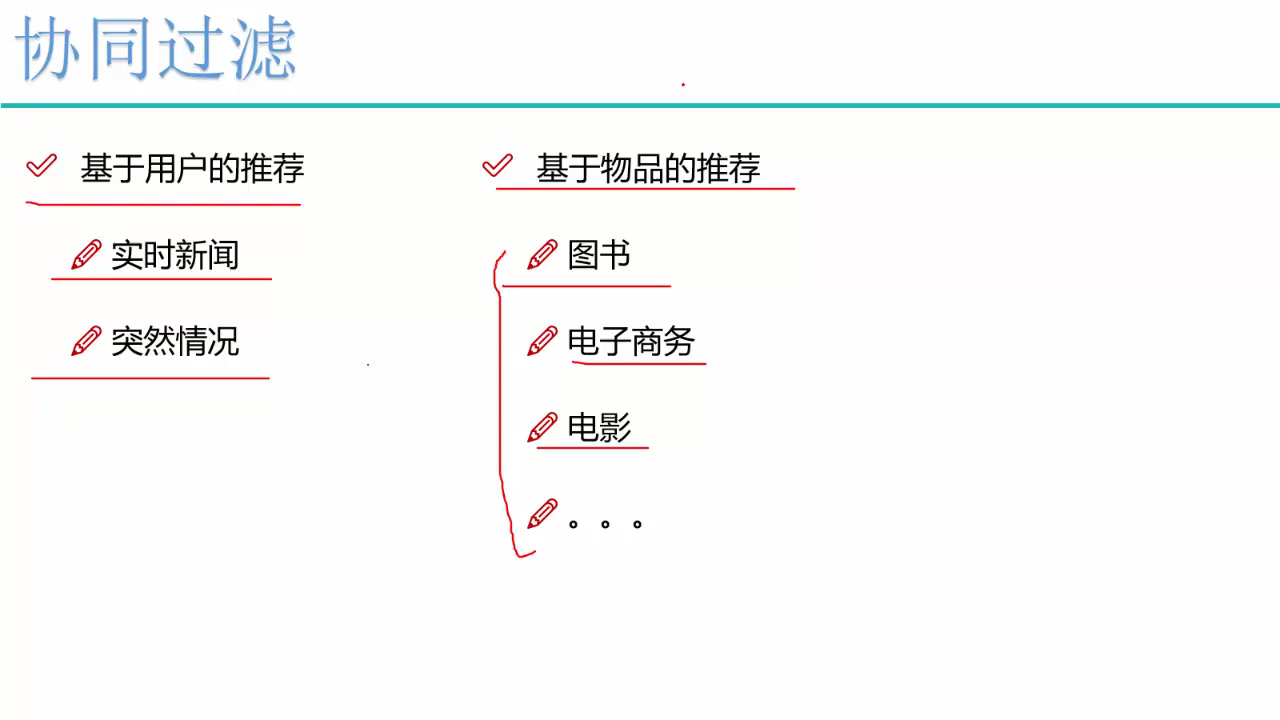 协同过滤
基于用户的推荐
实时新闻
突然情况
基于物品的推荐
图书
电子商务
电影
。。。